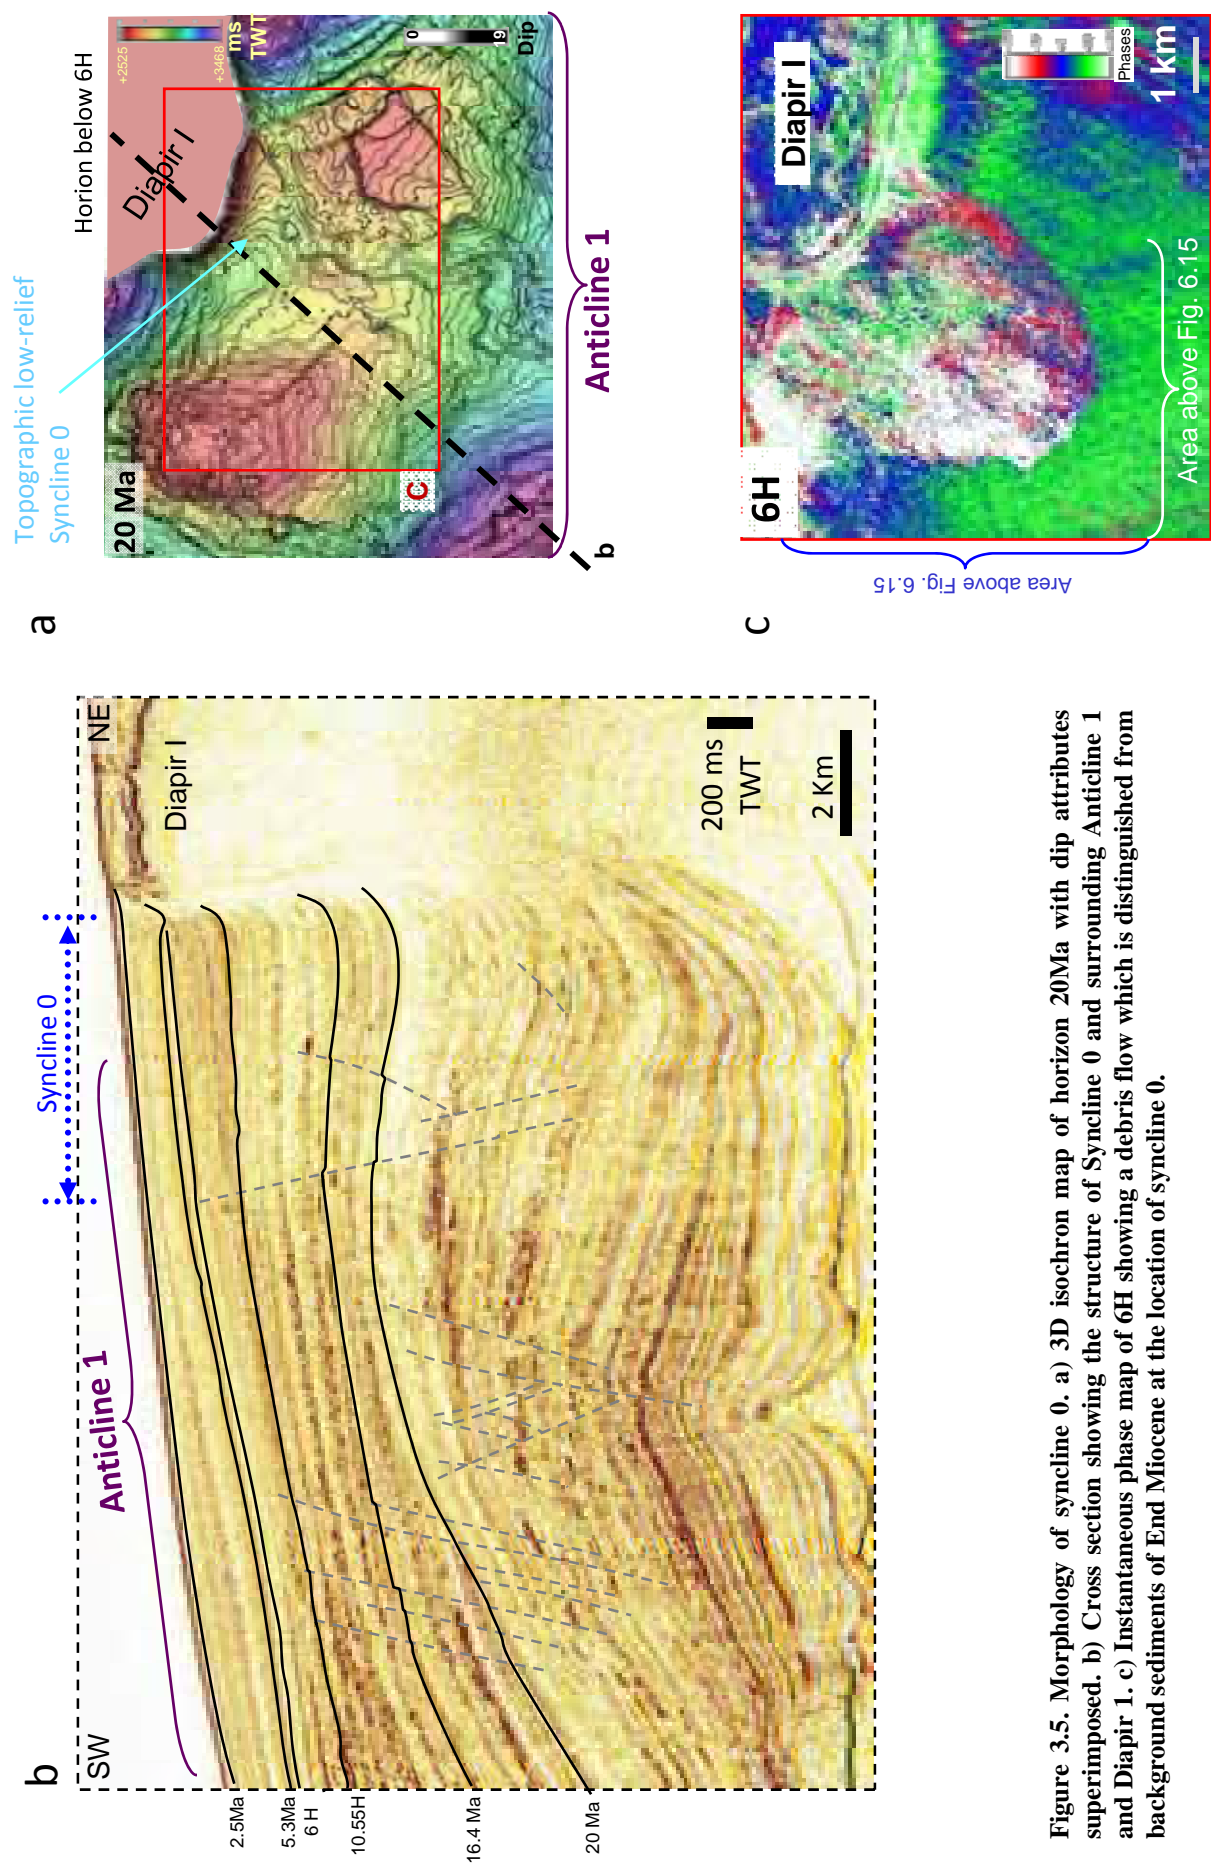 b
SW
NE
Anticline 1
Syncline 0
Diapir I
200 ms
TWT
2 Km
2.5Ma
5.3Ma
6 H
10.55H
16.4 Ma
20 Ma
a
Topographic low-relief
Syncline 0
Horion below 6H
20 Ma
Diapir I
+2525
+3468
ms
TWT
0
19
Dip
C
b
Anticline 1
c
6H
Diapir I
Phases
1 km
Area above Fig. 6.15
Area above Fig. 6.15
Figure 3.5. Morphology of syncline 0. a) 3D isochron map of horizon 20Ma with dip attributes
superimposed. b) Cross section showing the structure of Syncline 0 and surrounding Anticline 1
and Diapir 1. c) Instantaneous phase map of 6H showing a debris flow which is distinguished from
background sediments of End Miocene at the location of syncline 0.